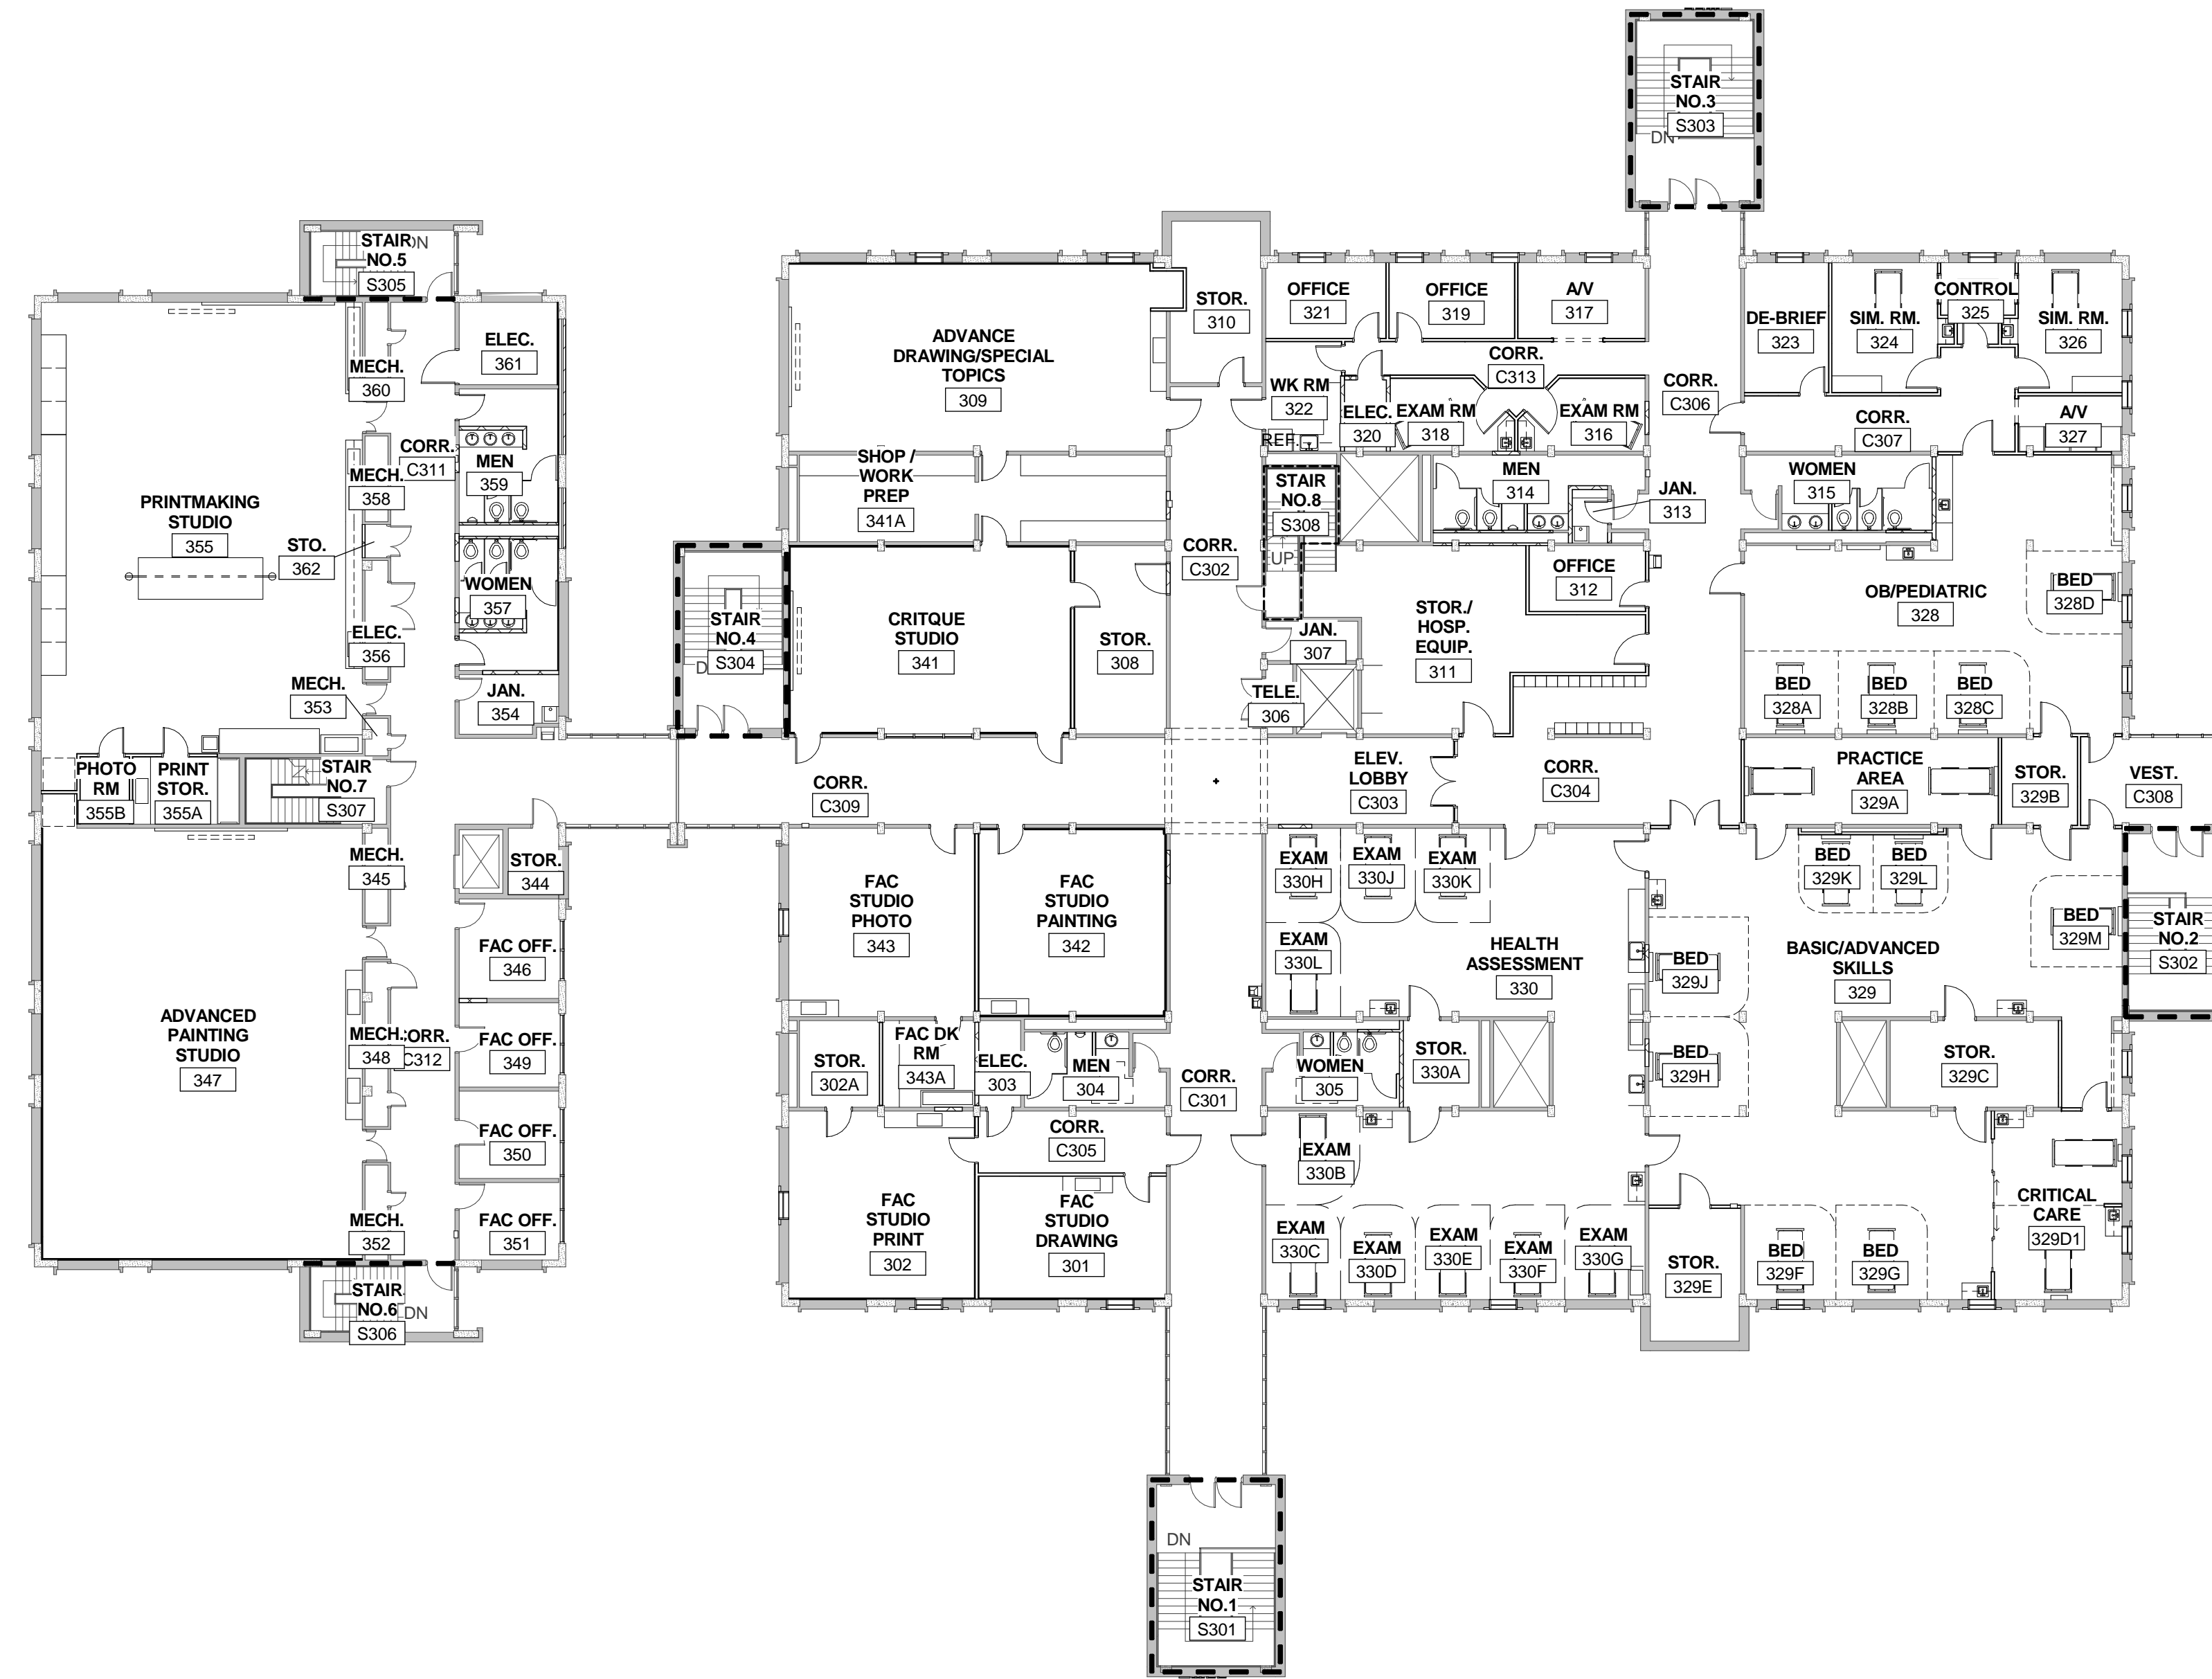 STAIR
NO.3
S303
DN
STAIR
NO.5
S305
DN
PRINTMAKING
STUDIO
355
MECH.
360
ELEC.
361
CORR.
C311
MEN
359
MECH.
358
STO.
362
WOMEN
357
ELEC.
356
MECH.
353
JAN.
354
PHOTO
RM
355B
PRINT
STOR.
355A
STAIR
NO.7
S307
MECH.
345
STOR.
344
FAC OFF.
346
ADVANCED
PAINTING
STUDIO
347
MECH.
348
CORR.
C312
FAC OFF.
349
FAC OFF.
350
FAC OFF.
351
MECH.
352
STAIR
NO.6
S306
DN
ADVANCE
DRAWING/SPECIAL
TOPICS
309
STOR.
310
SHOP /
WORK
PREP
341A
STAIR
NO.4
S304
D
CRITQUE
STUDIO
341
STOR.
308
CORR.
C302
CORR.
C309
FAC
STUDIO
PHOTO
343
FAC
STUDIO
PAINTING
342
STOR.
302A
FAC DK
RM
343A
ELEC.
303
MEN
304
CORR.
C301
CORR.
C305
FAC
STUDIO
PRINT
302
FAC
STUDIO
DRAWING
301
OFFICE
321
OFFICE
319
A/V
317
CORR.
C313
WK RM
322
REF.
ELEC.
320
EXAM RM
318
EXAM RM
316
STAIR
NO.8
S308
UP
MEN
314
JAN.
313
OFFICE
312
STOR./
HOSP.
EQUIP.
311
JAN.
307
TELE.
306
ELEV.
LOBBY
C303
CORR.
C304
CORR.
C306
DE-BRIEF
323
SIM. RM.
324
CONTROL
325
SIM. RM.
326
CORR.
C307
A/V
327
WOMEN
315
OB/PEDIATRIC
328
BED
328D
BED
328A
BED
328B
BED
328C
PRACTICE
AREA
329A
STOR.
329B
VEST.
C308
EXAM
330H
EXAM
330J
EXAM
330K
EXAM
330L
HEALTH
ASSESSMENT
330
WOMEN
305
STOR.
330A
EXAM
330B
EXAM
330C
EXAM
330D
EXAM
330E
EXAM
330F
EXAM
330G
BED
329K
BED
329L
BED
329M
BED
329J
BASIC/ADVANCED
SKILLS
329
STAIR
NO.2
S302
BED
329H
STOR.
329C
CRITICAL
CARE
329D1
STOR.
329E
BED
329F
BED
329G
DN
STAIR
NO.1
S301